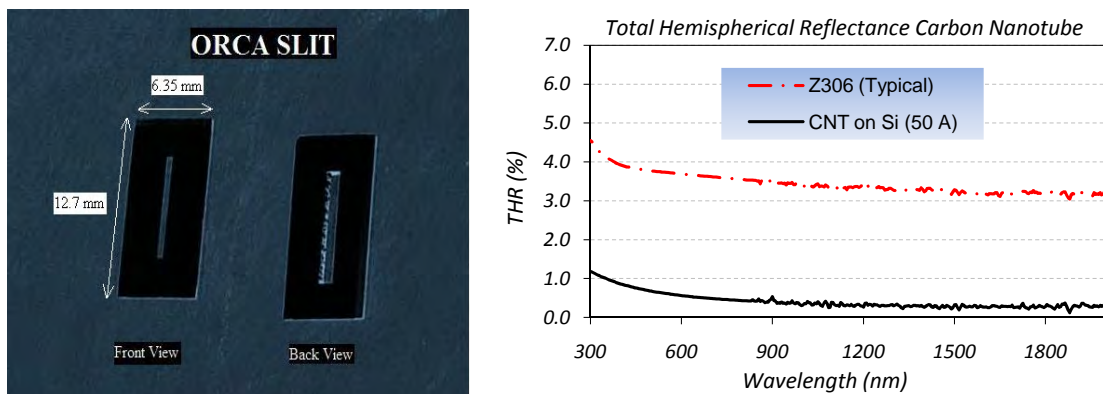 ORCA SLIT
6.35 mm
12.7 mm
Front View
Back View
Total Hemispherical Reflectance Carbon Nanotube
7.0
6.0
5.0
4.0
3.0
2.0
1.0
0.0
THR (%)
Z306 (Typical)
CNT on Si (50 A)
300
600
900
1200
1500
1800
Wavelength (nm)